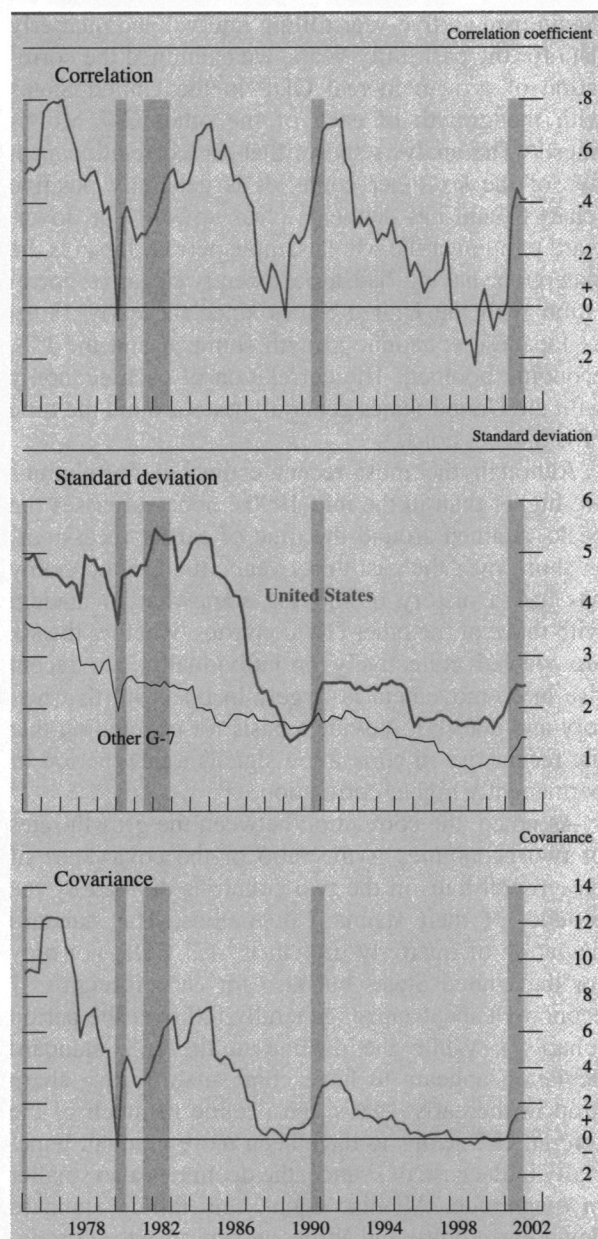 Correlation coefficient
Correlation
.8
.6
.4
.2
+
0
−
.2
Standard deviation
Standard deviation
6
5
United States
4
3
2
Other G-7
1
Covariance
Covariance
14
12
10
8
6
4
2
+
0
−
2
1978 1982 1986 1990 1994 1998 2002